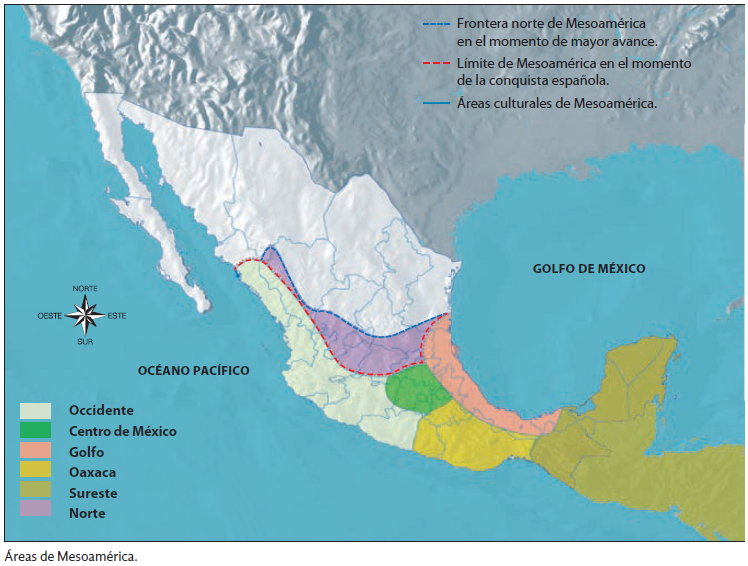 Frontera norte de Mesoamérica
en el momento de mayor avance.
Límite de Mesoamérica en el momento
de la conquista española.
Áreas culturales de Mesoamérica.
GOLFO DE MÉXICO
NORTE
OESTE
ESTE
SUR
OCÉANO PACÍFICO
Occidente
Centro de México
Golfo
Oaxaca
Sureste
Norte
Áreas de Mesoamérica.